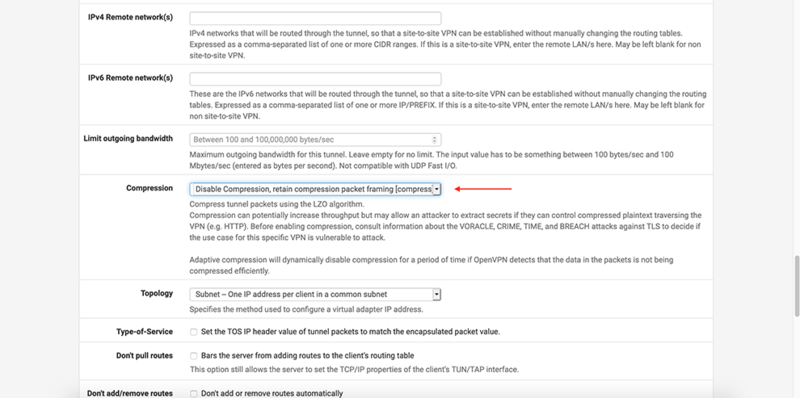 IPv4 Remote network(s)
IPv4 networks that will be routed through the tunnel, so that a site-to-site VPN can be established without manually changing the routing tables.
Expressed as a comma-separated list of one or more CIDR ranges. If this is a site-to-site VPN, enter the remote LAN/s here. May be left blank for non
site-to-site VPN.
IPv6 Remote network(s)
These are the IPv6 networks that will be routed through the tunnel, so that a site-to-site VPN can be established without manually changing the routing
tables. Expressed as a comma-separated list of one or more IP/PREFIX. If this is a site-to-site VPN, enter the remote LAN/s here. May be left blank for
non site-to-site VPN.
Limit outgoing bandwidth
Between 100 and 100,000,000 bytes/sec
Maximum outgoing bandwidth for this tunnel. Leave empty for no limit. The input value has to be something between 100 bytes/sec and 100
Mbytes/sec (entered as bytes per second). Not compatible with UDP Fast I/O.
Compression
Disable Compression, retain compression packet framing [compress
Compress tunnel packets using the LZO algorithm.
Compression can potentially increase throughput but may allow an attacker to extract secrets if they can control compressed plaintext traversing the
VPN (e.g. HTTP). Before enabling compression, consult information about the VORACLE, CRIME, TIME, and BREACH attacks against TLS to decide if
the use case for this specific VPN is vulnerable to attack.
Adaptive compression will dynamically disable compression for a period of time if OpenVPN detects that the data in the packets is not being
compressed efficiently.
Topology
Subnet – One IP address per client in a common subnet
Specifies the method used to configure a virtual adapter IP address.
Type-of-Service
Set the TOS IP header value of tunnel packets to match the encapsulated packet value.
Don't pull routes
Bars the server from adding routes to the client's routing table
This option still allows the server to set the TCP/IP properties of the client's TUN/TAP interface.
Don't add/remove routes
Don't add or remove routes automatically